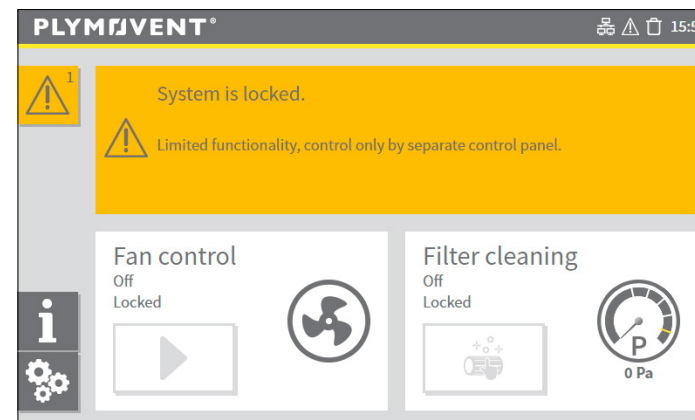 PLYMOVENT®
15:5
1
System is locked.
Limited functionality, control only by separate control panel.
Fan control
Off
Locked
Filter cleaning
Off
Locked
P
0 Pa
i